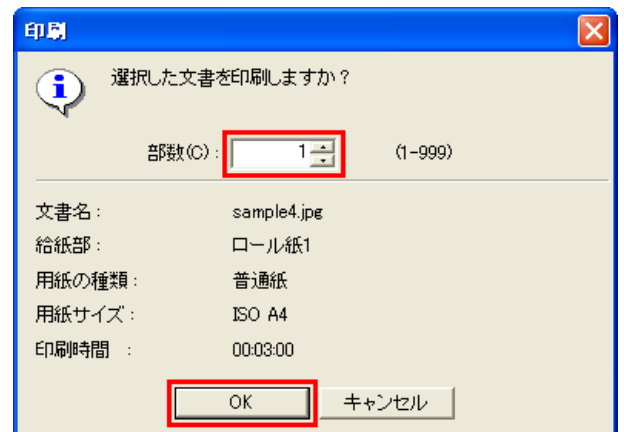 印刷
選択した文書を印刷しますか？
部数(C)： 1 (1-999)
文書名： sample4.jpg
給紙部： ロール紙1
用紙の種類： 普通紙
用紙サイズ： ISO A4
印刷時間 ： 00:03:00
OK キャンセル